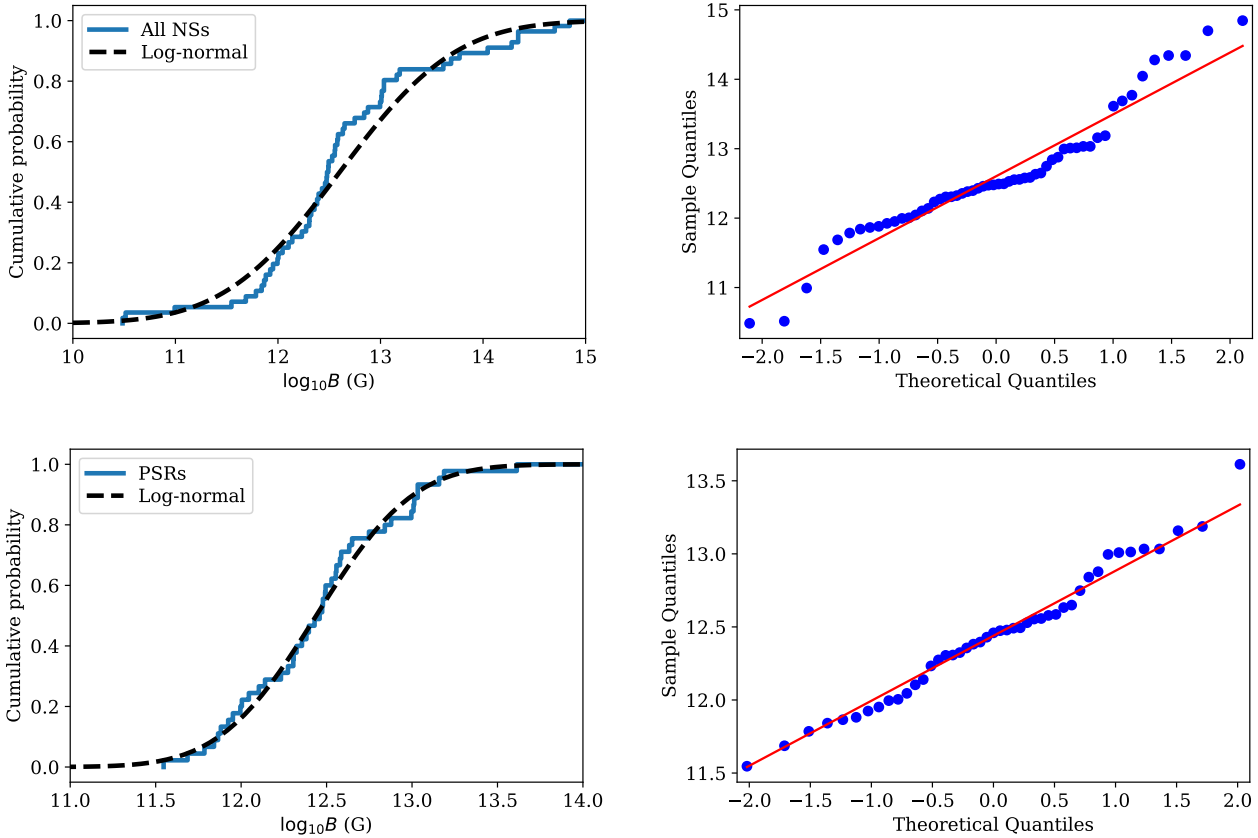 All NSs
Log-normal
Cumulative probability
1.0
0.8
0.6
0.4
0.2
0.0
10 11 12 13 14 15
log₁₀B (G)
Sample Quantiles
15
14
13
12
11
−2.0 −1.5 −1.0 −0.5 0.0 0.5 1.0 1.5 2.0
Theoretical Quantiles
PSRs
Log-normal
Cumulative probability
1.0
0.8
0.6
0.4
0.2
0.0
11.0 11.5 12.0 12.5 13.0 13.5 14.0
log₁₀B (G)
Sample Quantiles
13.5
13.0
12.5
12.0
11.5
−2.0 −1.5 −1.0 −0.5 0.0 0.5 1.0 1.5 2.0
Theoretical Quantiles